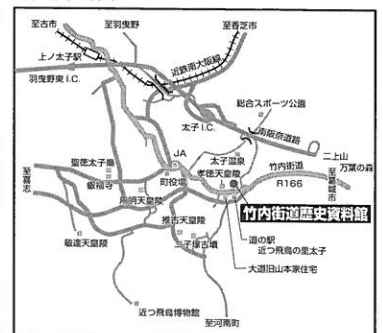 至古市
至羽曳野
至香芝市
上ノ太子駅
近鉄南大阪線
羽曳野東I.C.
総合スポーツ公園
太子I.C.
南阪奈道路
二上山
万葉の森
JA
太子温泉
竹内街道
聖徳太子廟
町役場
孝徳天皇陵
至喜志
叡福寺
R166
至葛城市
用明天皇陵
竹内街道歴史資料館
推古天皇陵
道の駅
近つ飛鳥の里太子
敏達天皇陵
二子塚古墳
大道旧山本家住宅
近つ飛鳥博物館
至河南町